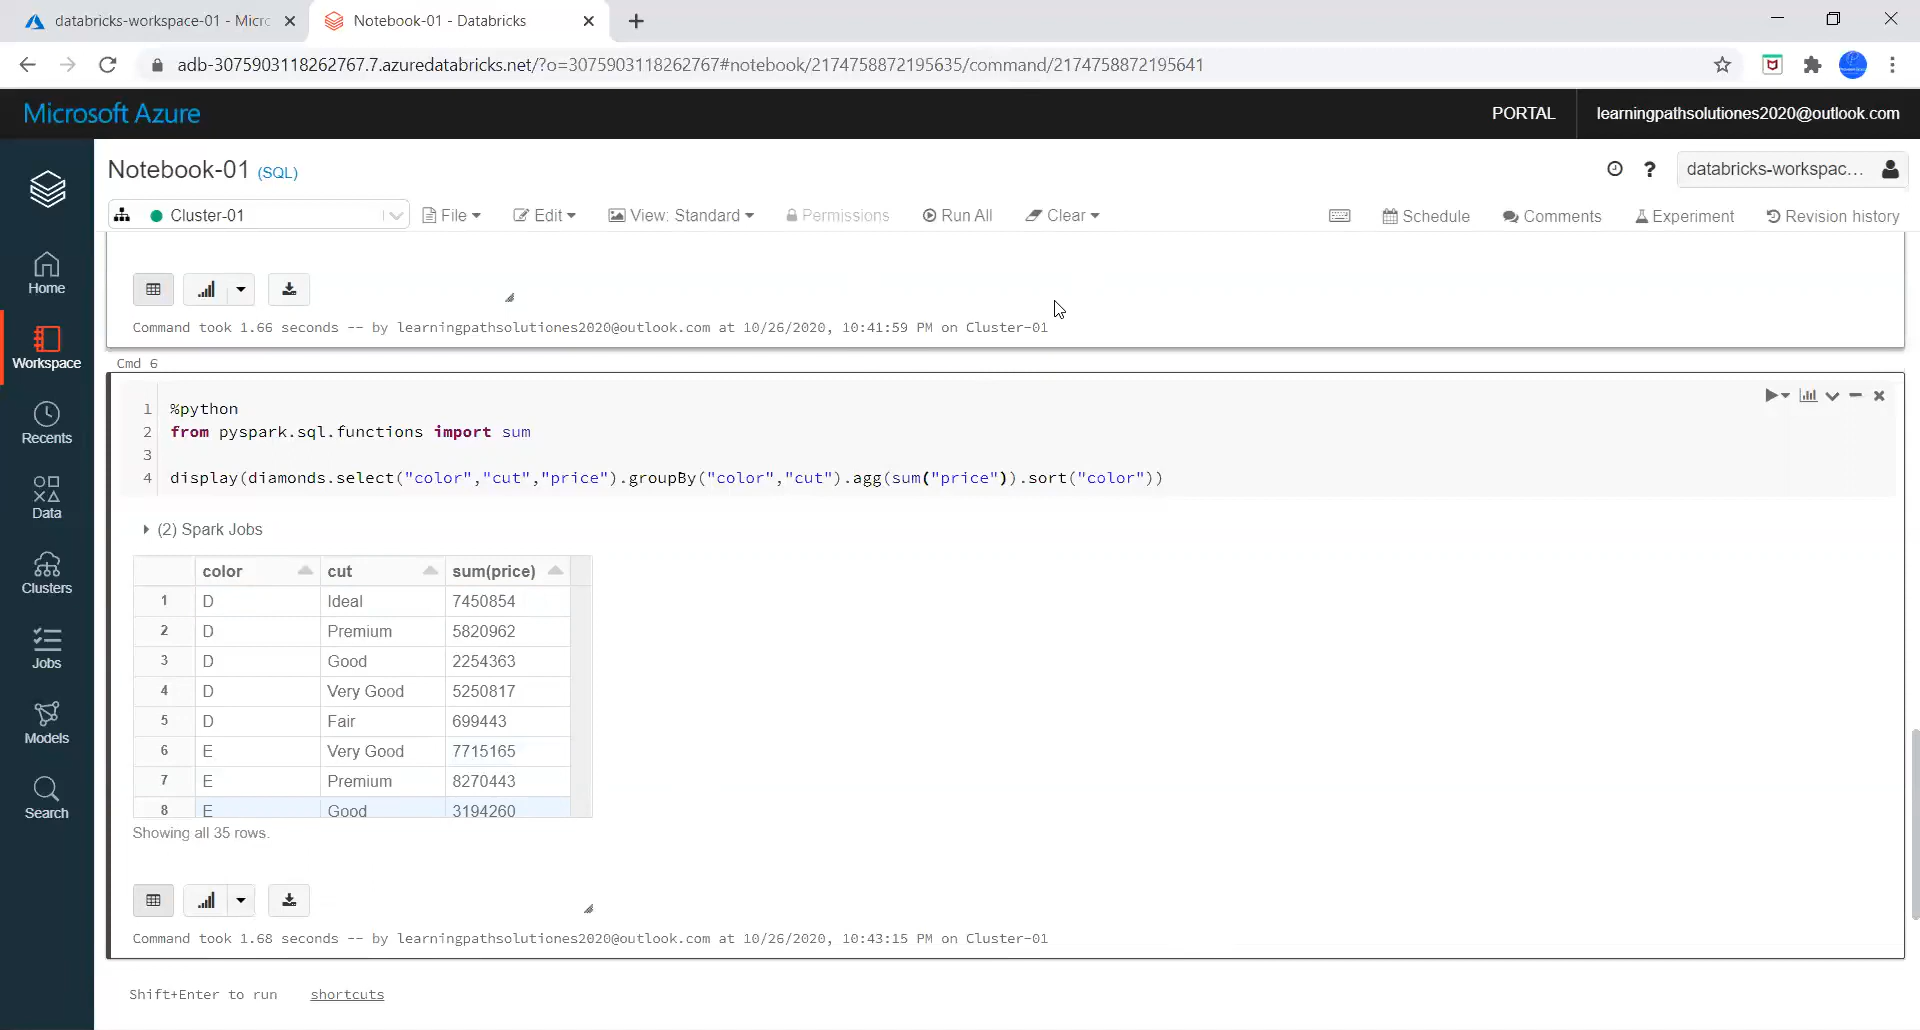 databricks-workspace-01 - Micro
Notebook-01 - Databricks
adb-3075903118262767.7.azuredatabricks.net/?o=3075903118262767#notebook/2174758872195635/command/2174758872195641
Microsoft Azure
PORTAL
learningpathsolutiones2020@outlook.com
Notebook-01 (SQL)
?
databricks-workspac...
Cluster-01
File
Edit
View: Standard
Permissions
Run All
Clear
Schedule
Comments
Experiment
Revision history
Home
Workspace
Recents
Data
Clusters
Jobs
Models
Search
Command took 1.66 seconds -- by learningpathsolutiones2020@outlook.com at 10/26/2020, 10:41:59 PM on Cluster-01
Cmd 6
1 %python
2 from pyspark.sql.functions import sum
3
4 display(diamonds.select("color","cut","price").groupBy("color","cut").agg(sum("price")).sort("color"))
(2) Spark Jobs
color cut sum(price)
1 D Ideal 7450854
2 D Premium 5820962
3 D Good 2254363
4 D Very Good 5250817
5 D Fair 699443
6 E Very Good 7715165
7 E Premium 8270443
8 E Good 3194260
Showing all 35 rows.
Command took 1.68 seconds -- by learningpathsolutiones2020@outlook.com at 10/26/2020, 10:43:15 PM on Cluster-01
Shift+Enter to run shortcuts